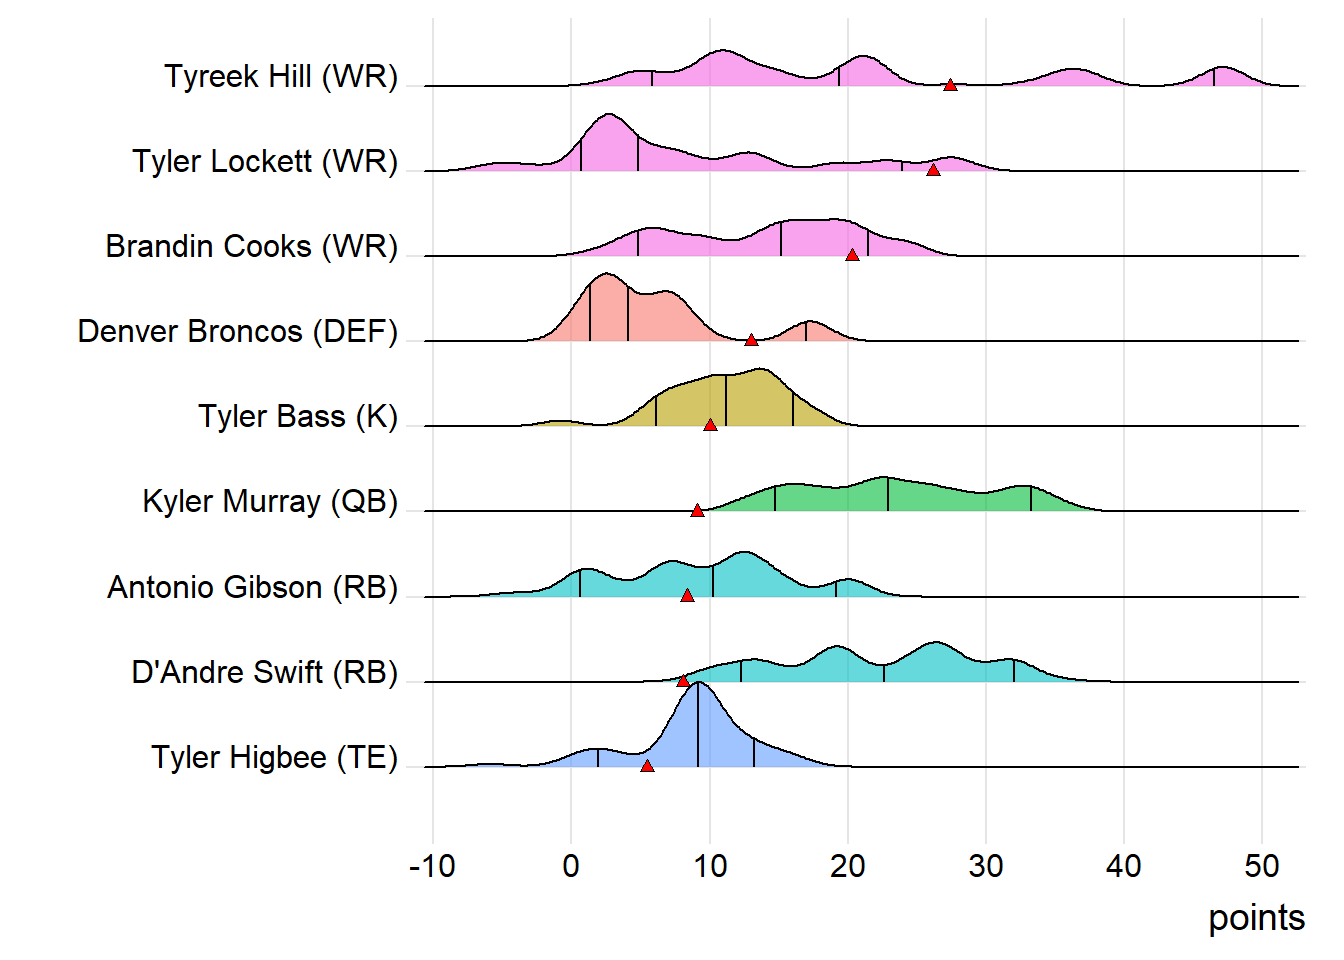 Tyreek Hill (WR)
Tyler Lockett (WR)
Brandin Cooks (WR)
Denver Broncos (DEF)
Tyler Bass (K)
Kyler Murray (QB)
Antonio Gibson (RB)
D'Andre Swift (RB)
Tyler Higbee (TE)
-10 0 10 20 30 40 50
points